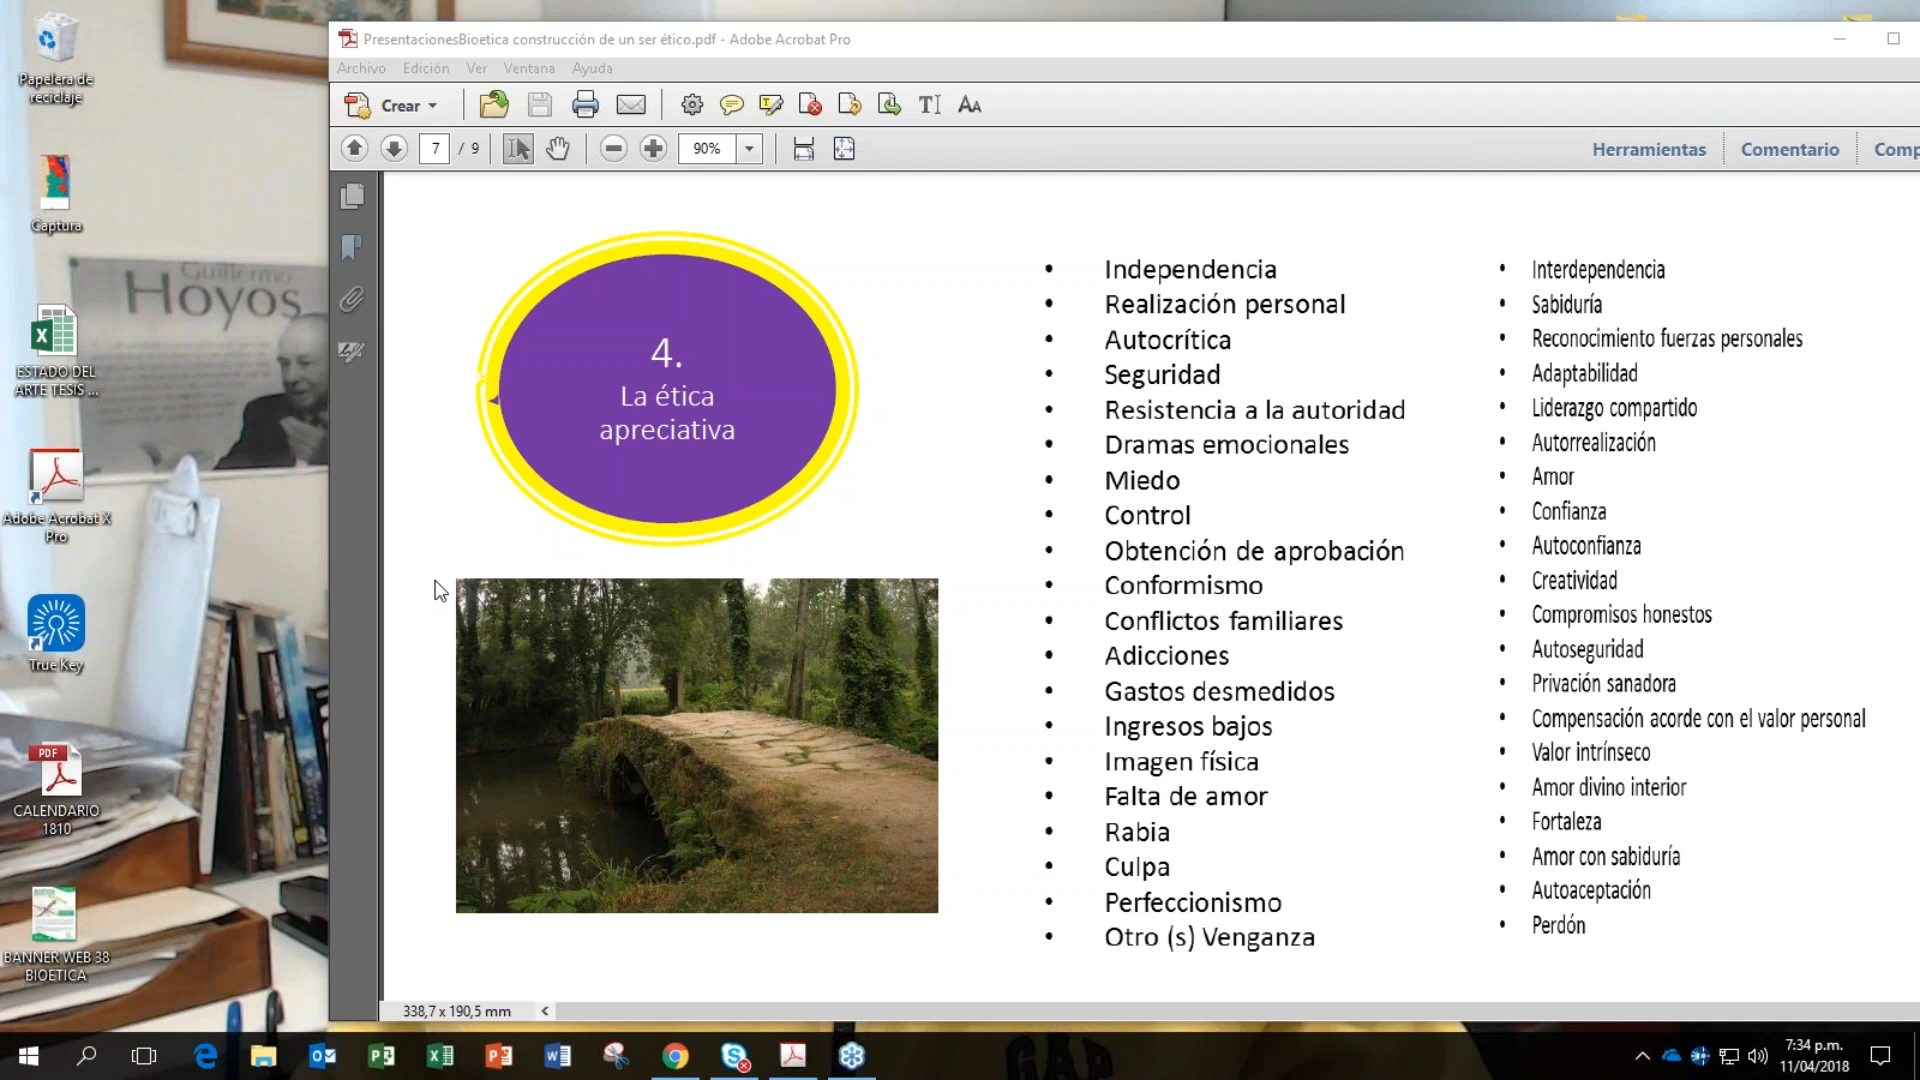 PresentacionesBioetica construcción de un ser ético.pdf - Adobe Acrobat Pro
Archivo Edición Ver Ventana Ayuda
Crear
7 / 9
90%
Herramientas
Comentario
Comp
Papelera de
reciclaje
Captura
Guillermo
Hoyos
ESTADO DEL
ARTE TESIS ...
Adobe Acrobat X
Pro
True Key
PDF
CALENDARIO
1810
BANNER WEB 38
BIOETICA
4.
La ética
apreciativa
• Independencia
• Realización personal
• Autocrítica
• Seguridad
• Resistencia a la autoridad
• Dramas emocionales
• Miedo
• Control
• Obtención de aprobación
• Conformismo
• Conflictos familiares
• Adicciones
• Gastos desmedidos
• Ingresos bajos
• Imagen física
• Falta de amor
• Rabia
• Culpa
• Perfeccionismo
• Otro (s) Venganza
• Interdependencia
• Sabiduría
• Reconocimiento fuerzas personales
• Adaptabilidad
• Liderazgo compartido
• Autorrealización
• Amor
• Confianza
• Autoconfianza
• Creatividad
• Compromisos honestos
• Autoseguridad
• Privación sanadora
• Compensación acorde con el valor personal
• Valor intrínseco
• Amor divino interior
• Fortaleza
• Amor con sabiduría
• Autoaceptación
• Perdón
338,7 x 190,5 mm
GAP
7:34 p.m.
11/04/2018